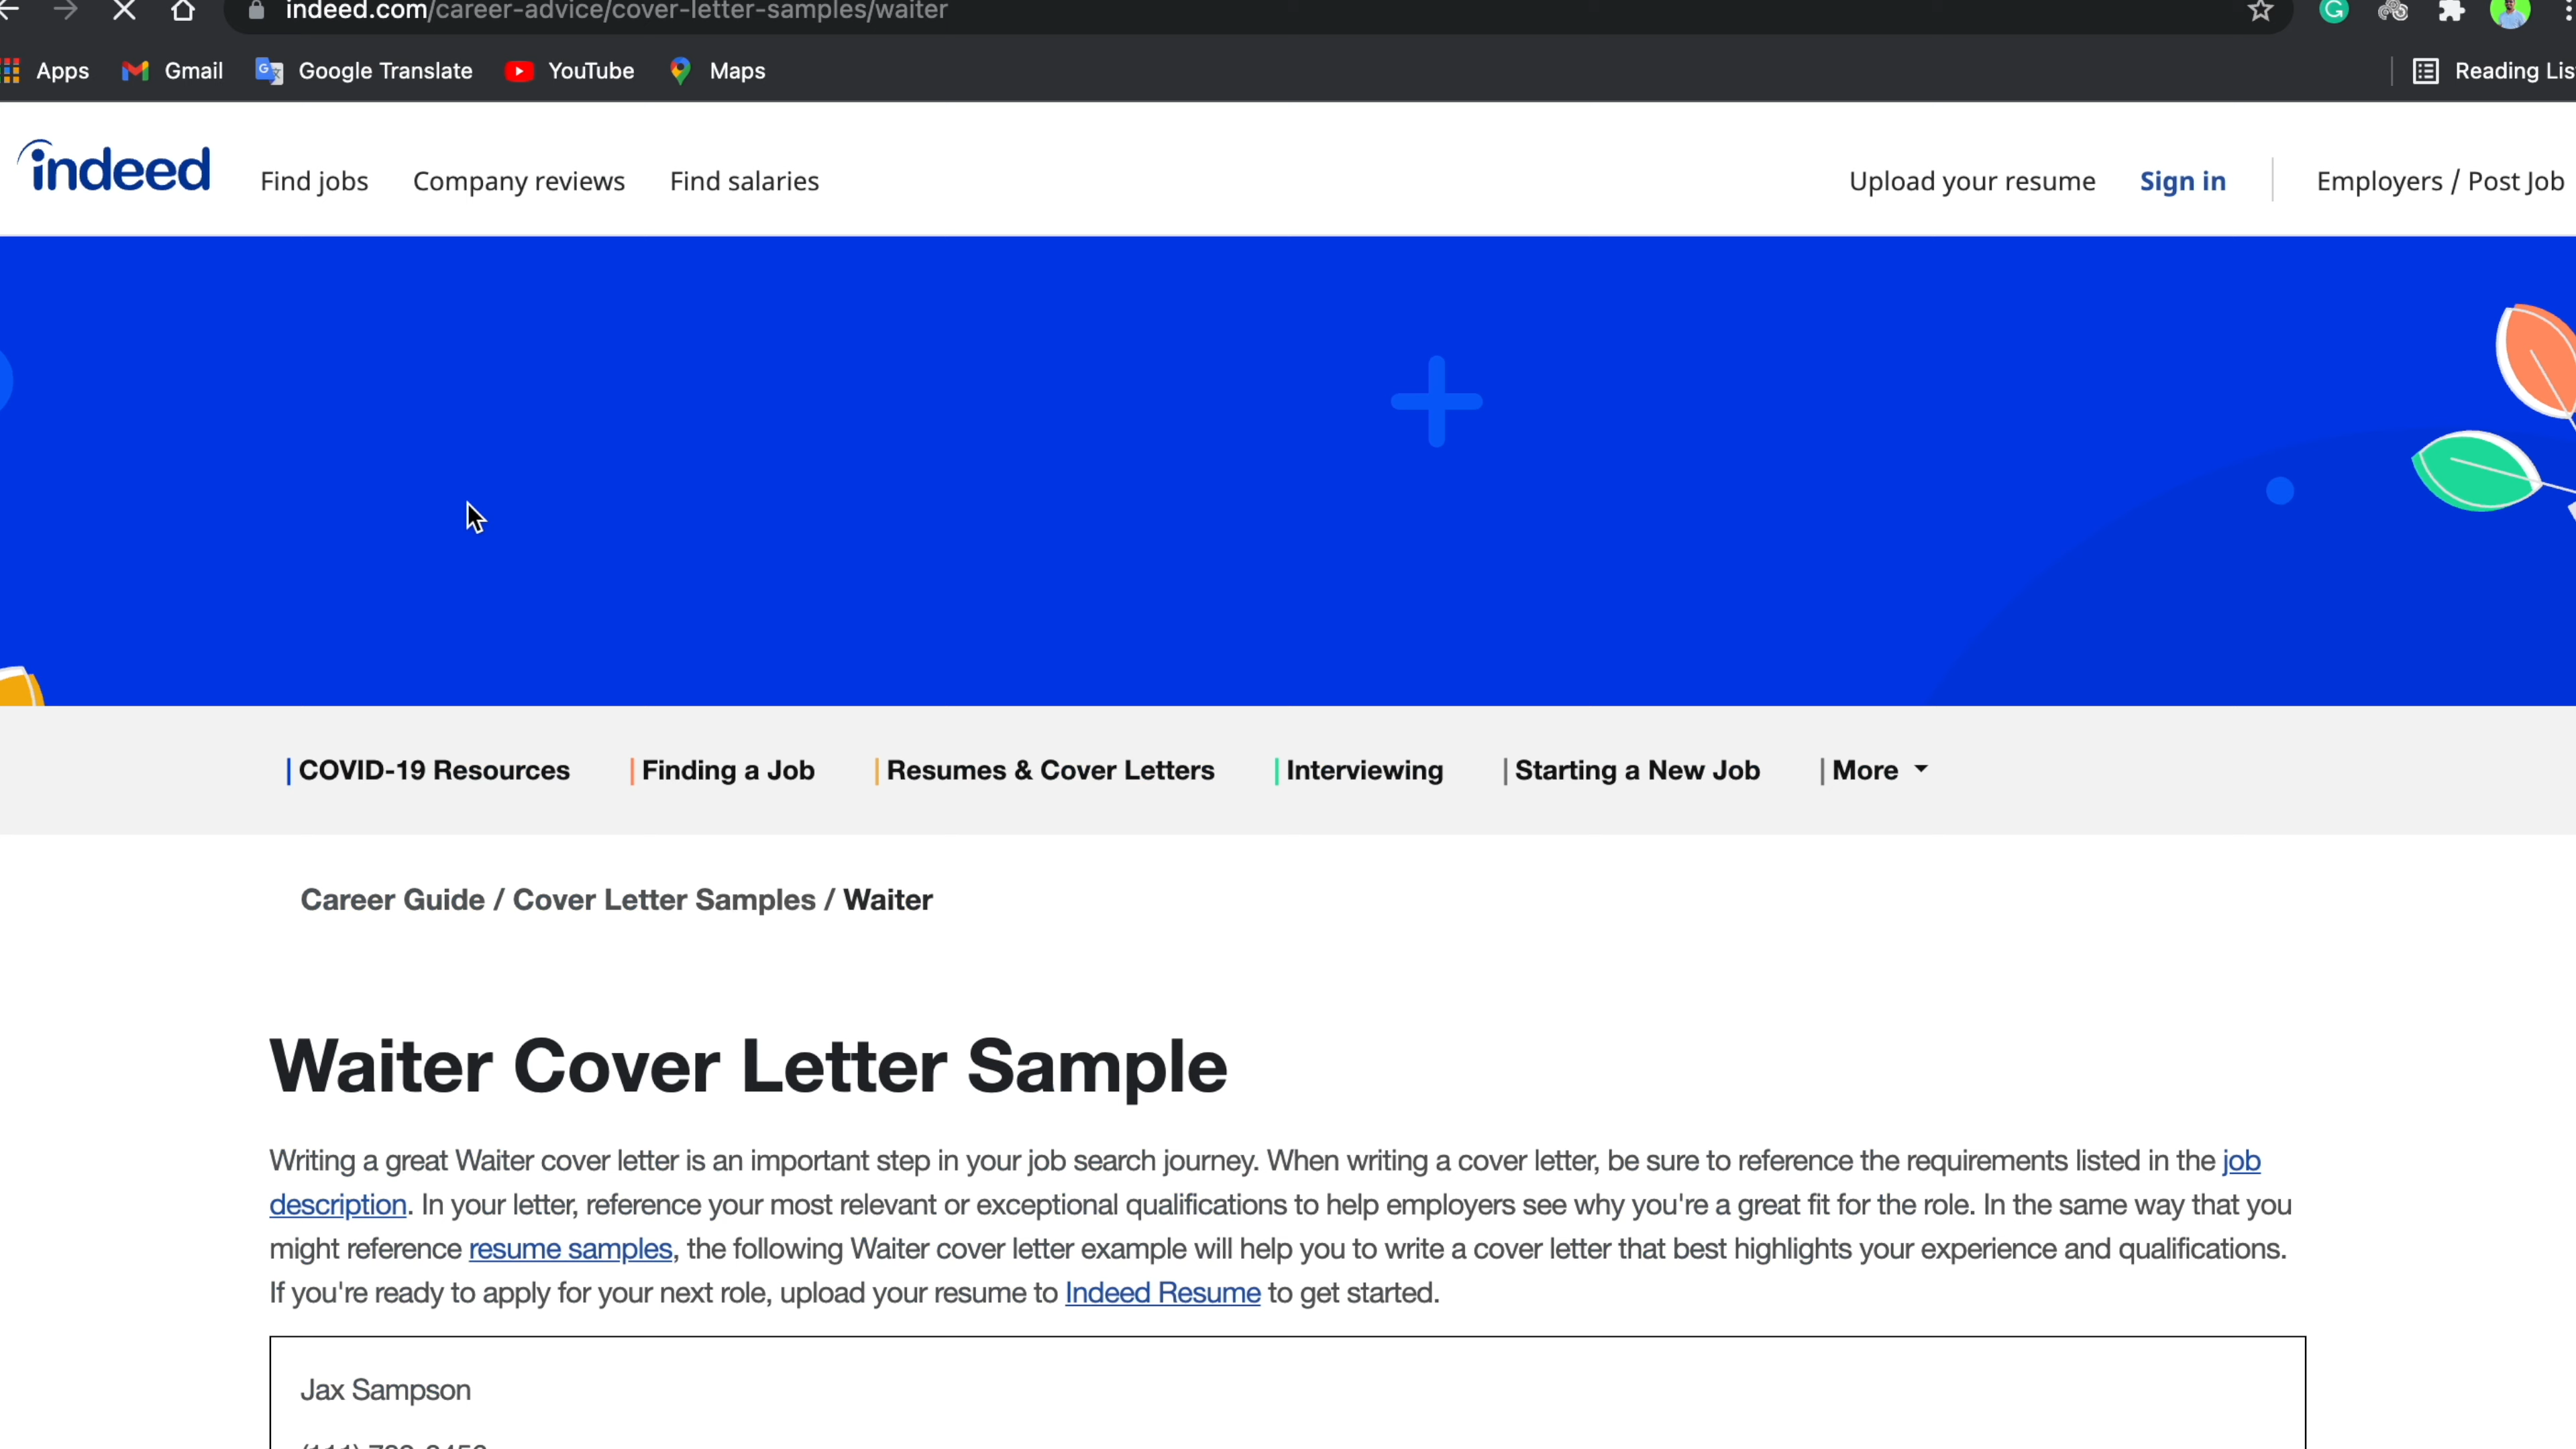 indeed.com/career-advice/cover-letter-samples/waiter
Apps Gmail Google Translate YouTube Maps Reading Lis
indeed Find jobs Company reviews Find salaries Upload your resume Sign in Employers / Post Job
COVID-19 Resources Finding a Job Resumes & Cover Letters Interviewing Starting a New Job More
Career Guide / Cover Letter Samples / Waiter
Waiter Cover Letter Sample
Writing a great Waiter cover letter is an important step in your job search journey. When writing a cover letter, be sure to reference the requirements listed in the job
description. In your letter, reference your most relevant or exceptional qualifications to help employers see why you're a great fit for the role. In the same way that you
might reference resume samples, the following Waiter cover letter example will help you to write a cover letter that best highlights your experience and qualifications.
If you're ready to apply for your next role, upload your resume to Indeed Resume to get started.
Jax Sampson